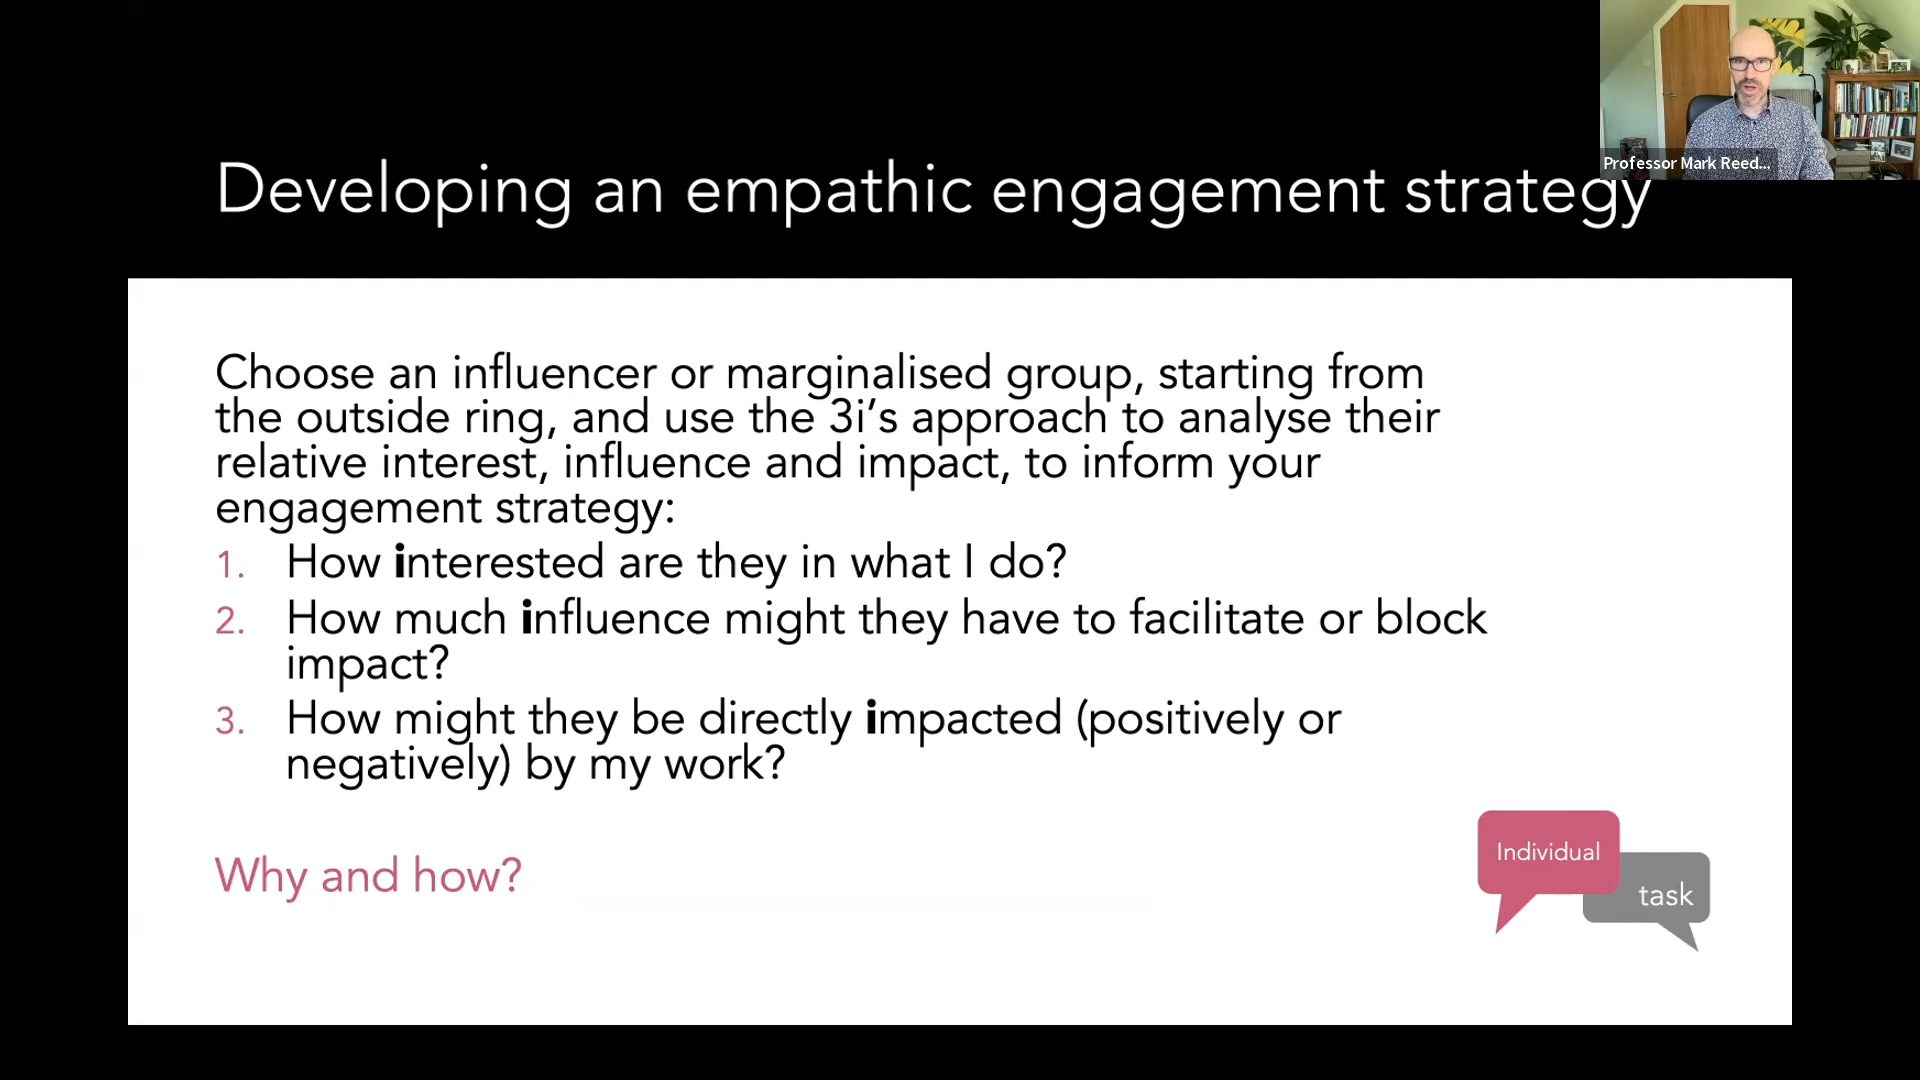 Professor Mark Reed...
Developing an empathic engagement strategy
Choose an influencer or marginalised group, starting from
the outside ring, and use the 3i’s approach to analyse their
relative interest, influence and impact, to inform your
engagement strategy:
1. How interested are they in what I do?
2. How much influence might they have to facilitate or block
impact?
3. How might they be directly impacted (positively or
negatively) by my work?
Why and how?
Individual
task